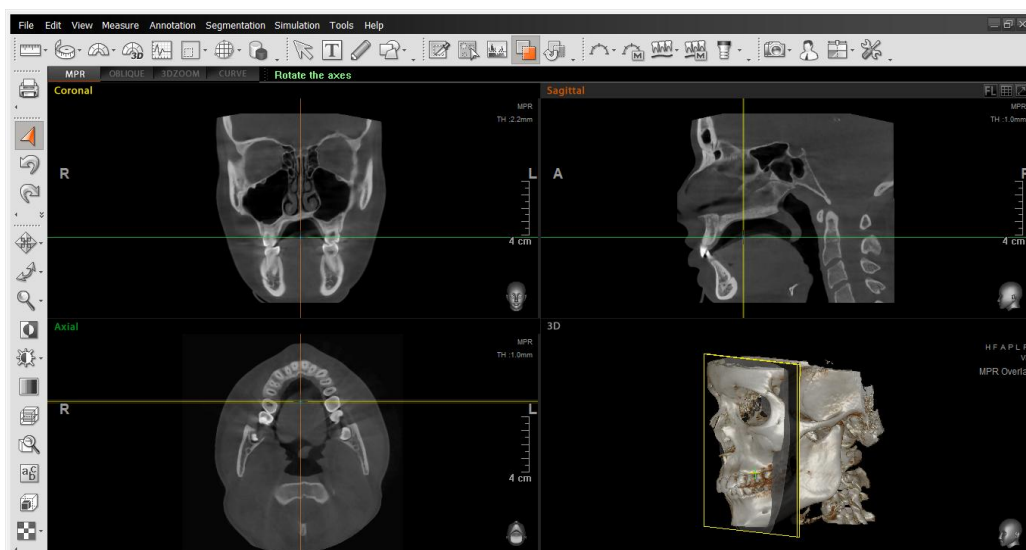 File Edit View Measure Annotation Segmentation Simulation Tools Help
3D T M M
MPR OBLIQUE 3DZOOM CURVE Rotate the axes
Coronal
MPR
TH :2.2mm
R L
4 cm
Sagittal FL
MPR
TH :1.0mm
A
4 cm
Axial
MPR
TH :1.0mm
R L
4 cm
3D
H F A P L
MPR Overla
a b c b